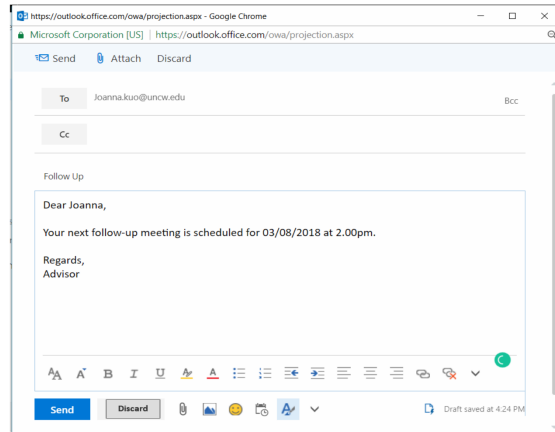 https://outlook.office.com/owa/projection.aspx - Google Chrome
Microsoft Corporation [US] | https://outlook.office.com/owa/projection.aspx
Send Attach Discard
To Joanna.kuo@uncw.edu Bcc
Cc
Follow Up
Dear Joanna,
Your next follow-up meeting is scheduled for 03/08/2018 at 2.00pm.
Regards,
Advisor
AA A B I U A
Send Discard Draft saved at 4:24 PM